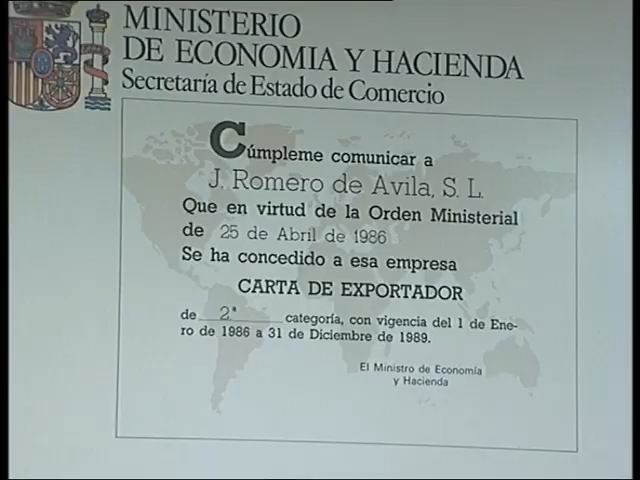 MINISTERIO
DE ECONOMIA Y HACIENDA
Secretaría de Estado de Comercio
Cúmpleme comunicar a
J. Romero de Avila, S. L.
Que en virtud de la Orden Ministerial
de 25 de Abril de 1986
Se ha concedido a esa empresa
CARTA DE EXPORTADOR
de 2ª categoría, con vigencia del 1 de Ene-
ro de 1986 a 31 de Diciembre de 1989.
El Ministro de Economía
y Hacienda